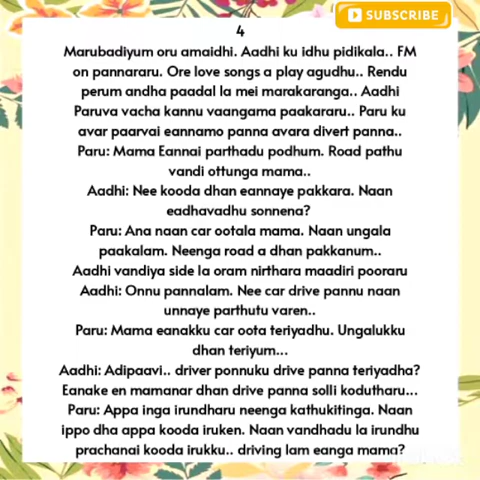 SUBSCRIBE
4
Marubadiyum oru amaidhi. Aadhi ku idhu pidikala.. FM
on pannararu. Ore love songs a play agudhu.. Rendu
perum andha paadal la mei marakaranga.. Aadhi
Paruva vacha kannu vaangama paakararu.. Paru ku
avar paarvai eannamo panna avara divert panna..
Paru: Mama Eannai parthadu podhum. Road pathu
vandi ottunga mama..
Aadhi: Nee kooda dhan eannaye pakkara. Naan
eadhavadhu sonnena?
Paru: Ana naan car ootala mama. Naan ungala
paakalam. Neenga road a dhan pakkanum..
Aadhi vandiya side la oram nirthara maadiri pooraru
Aadhi: Onnu pannalam. Nee car drive pannu naan
unnaye parthutu varen..
Paru: Mama eanakku car oota teriyadhu. Ungalukku
dhan teriyum...
Aadhi: Adipaavi.. driver ponnuku drive panna teriyadha?
Eanake en mamanar dhan drive panna solli kodutharu...
Paru: Appa inga irundharu neenga kathukitinga. Naan
ippo dha appa kooda iruken. Naan vandhadu la irundhu
prachanai kooda irukku.. driving lam eanga mama?